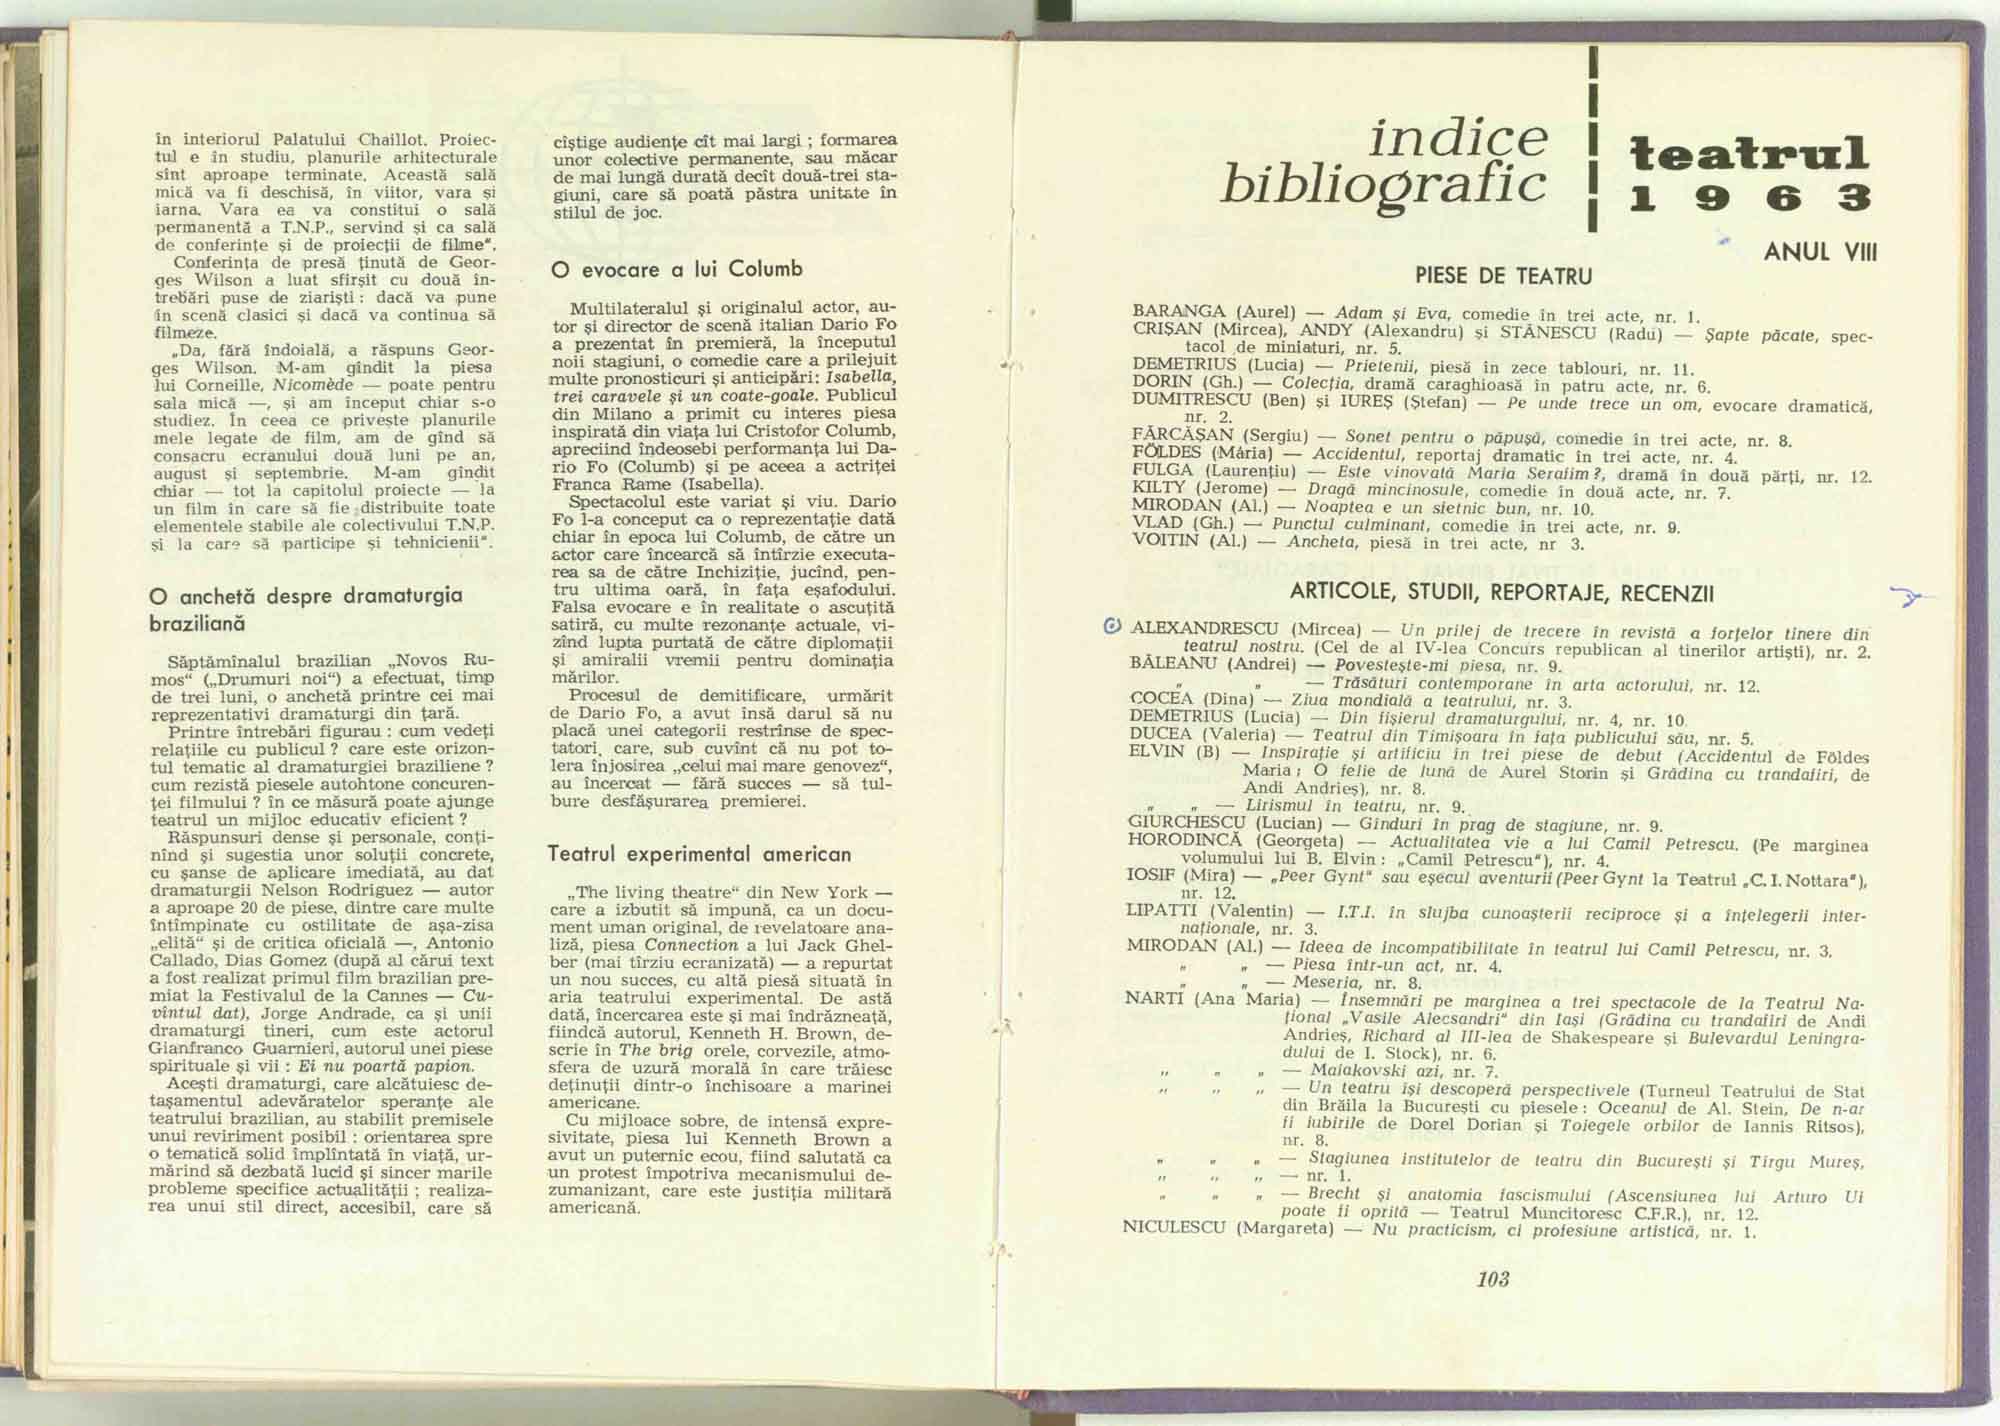 în interiorul Palatului Chaillot. Proiec-
tul e în studiu, planurile arhitecturale
sînt aproape terminate. Această sală
mică va fi deschisă, în viitor, vara și
iarna. Vara ea va constitui o sală
permanentă a T.N.P., servind și ca sală
de conferințe și de proiecții de filme".
Conferința de presă ținută de Geor-
ges Wilson a luat sfîrșit cu două în-
trebări puse de ziariști : dacă va pune
în scenă clasici și dacă va continua să
filmeze.
„Da, fără îndoială, a răspuns Geor-
ges Wilson. M-am gîndit la piesa
lui Corneille, Nicomède — poate pentru
sala mică —, și am început chiar s-o
studiez. În ceea ce privește planurile
mele legate de film, am de gînd să
consacru ecranului două luni pe an,
august și septembrie. M-am gîndit
chiar — tot la capitolul proiecte — la
un film în care să fie distribuite toate
elementele stabile ale colectivului T.N.P.
și la care să participe și tehnicienii".
O anchetă despre dramaturgia
braziliană
Săptămînalul brazilian „Novos Ru-
mos" („Drumuri noi") a efectuat, timp
de trei luni, o anchetă printre cei mai
reprezentativi dramaturgi din țară.
Printre întrebări figurau : cum vedeți
relațiile cu publicul ? care este orizon-
tul tematic al dramaturgiei braziliene ?
cum rezistă piesele autohtone concuren-
ței filmului ? în ce măsură poate ajunge
teatrul un mijloc educativ eficient ?
Răspunsuri dense și personale, conți-
nînd și sugestia unor soluții concrete,
cu șanse de aplicare imediată, au dat
dramaturgii Nelson Rodriguez — autor
a aproape 20 de piese, dintre care multe
întîmpinate cu ostilitate de așa-zisa
„elită" și de critica oficială —, Antonio
Callado, Dias Gomez (după al cărui text
a fost realizat primul film brazilian pre-
miat la Festivalul de la Cannes — Cu-
vîntul dat), Jorge Andrade, ca și unii
dramaturgi tineri, cum este actorul
Gianfranco Guarnieri, autorul unei piese
spirituale și vii : Ei nu poartă papion.
Acești dramaturgi, care alcătuiesc de-
tașamentul adevăratelor speranțe ale
teatrului brazilian, au stabilit premisele
unui reviriment posibil : orientarea spre
o tematică solid împlîntată în viață, ur-
mărind să dezbată lucid și sincer marile
probleme specifice actualității ; realiza-
rea unui stil direct, accesibil, care să
cîștige audiențe cît mai largi ; formarea
unor colective permanente, sau măcar
de mai lungă durată decît două-trei sta-
giuni, care să poată păstra unitate în
stilul de joc.
O evocare a lui Columb
Multilateralul și originalul actor, au-
tor și director de scenă italian Dario Fo
a prezentat în premieră, la începutul
noii stagiuni, o comedie care a prilejuit
multe pronosticuri și anticipări: Isabella,
trei caravele și un coate-goale. Publicul
din Milano a primit cu interes piesa
inspirată din viața lui Cristofor Columb,
apreciind îndeosebi performanța lui Da-
rio Fo (Columb) și pe aceea a actriței
Franca Rame (Isabella).
Spectacolul este variat și viu. Dario
Fo l-a conceput ca o reprezentație dată
chiar în epoca lui Columb, de către un
actor care încearcă să întîrzie executa-
rea sa de către Inchiziție, jucînd, pen-
tru ultima oară, în fața eșafodului.
Falsa evocare e în realitate o ascuțită
satiră, cu multe rezonanțe actuale, vi-
zînd lupta purtată de către diplomații
și amiralii vremii pentru dominația
mărilor.
Procesul de demitificare, urmărit
de Dario Fo, a avut însă darul să nu
placă unei categorii restrînse de spec-
tatori, care, sub cuvînt că nu pot to-
lera înjosirea „celui mai mare genovez",
au încercat — fără succes — să tul-
bure desfășurarea premierei.
Teatrul experimental american
„The living theatre" din New York —
care a izbutit să impună, ca un docu-
ment uman original, de revelatoare ana-
liză, piesa Connection a lui Jack Ghel-
ber (mai tîrziu ecranizată) — a repurtat
un nou succes, cu altă piesă situată în
aria teatrului experimental. De astă
dată, încercarea este și mai îndrăzneață,
fiindcă autorul, Kenneth H. Brown, de-
scrie în The brig orele, corvezile, atmo-
sfera de uzură morală în care trăiesc
deținuții dintr-o închisoare a marinei
americane.
Cu mijloace sobre, de intensă expre-
sivitate, piesa lui Kenneth Brown a
avut un puternic ecou, fiind salutată ca
un protest împotriva mecanismului de-
zumanizant, care este justiția militară
americană.
indice
bibliografic
teatrul
1963
ANUL VIII
PIESE DE TEATRU
BARANGA (Aurel) — Adam și Eva, comedie în trei acte, nr. 1.
CRIȘAN (Mircea), ANDY (Alexandru) și STĂNESCU (Radu) — Șapte păcate, spec-
tacol de miniaturi, nr. 5.
DEMETRIUS (Lucia) — Prietenii, piesă în zece tablouri, nr. 11.
DORIN (Gh.) — Colecția, dramă caraghioasă în patru acte, nr. 6.
DUMITRESCU (Ben) și IUREȘ (Ștefan) — Pe unde trece un om, evocare dramatică,
nr. 2.
FĂRCĂȘAN (Sergiu) — Sonet pentru o păpușă, comedie în trei acte, nr. 8.
FÖLDES (Mária) — Accidentul, reportaj dramatic în trei acte, nr. 4.
FULGA (Laurențiu) — Este vinovată Maria Serafim ?, dramă în două părți, nr. 12.
KILTY (Jerome) — Dragă mincinosule, comedie în două acte, nr. 7.
MIRODAN (Al.) — Noaptea e un sfetnic bun, nr. 10.
VLAD (Gh.) — Punctul culminant, comedie în trei acte, nr. 9.
VOITIN (Al.) — Ancheta, piesă in trei acte, nr 3.
ARTICOLE, STUDII, REPORTAJE, RECENZII
ALEXANDRESCU (Mircea) — Un prilej de trecere în revistă a forțelor tinere din
teatrul nostru. (Cel de al IV-lea Concurs republican al tinerilor artiști), nr. 2.
BĂLEANU (Andrei) — Povestește-mi piesa, nr. 9.
„ „ — Trăsături contemporane în arta actorului, nr. 12.
COCEA (Dina) — Ziua mondială a teatrului, nr. 3.
DEMETRIUS (Lucia) — Din fișierul dramaturgului, nr. 4, nr. 10.
DUCEA (Valeria) — Teatrul din Timișoara în fața publicului său, nr. 5.
ELVIN (B) — Inspirație și artificiu în trei piese de debut (Accidentul de Földes
Maria ; O felie de lună de Aurel Storin și Grădina cu trandafiri, de
Andi Andrieș), nr. 8.
„ „ — Lirismul în teatru, nr. 9.
GIURCHESCU (Lucian) — Gînduri în prag de stagiune, nr. 9.
HORODINCĂ (Georgeta) — Actualitatea vie a lui Camil Petrescu. (Pe marginea
volumului lui B. Elvin : „Camil Petrescu"), nr. 4.
IOSIF (Mira) — „Peer Gynt" sau eșecul aventurii (Peer Gynt la Teatrul „C. I. Nottara"),
nr. 12.
LIPATTI (Valentin) — I.T.I. în slujba cunoașterii reciproce și a înțelegerii inter-
naționale, nr. 3.
MIRODAN (Al.) — Ideea de incompatibilitate în teatrul lui Camil Petrescu, nr. 3.
„ „ — Piesa într-un act, nr. 4.
„ „ — Meseria, nr. 8.
NARTI (Ana Maria) — Însemnări pe marginea a trei spectacole de la Teatrul Na-
țional „Vasile Alecsandri" din Iași (Grădina cu trandafiri de Andi
Andrieș, Richard al III-lea de Shakespeare și Bulevardul Leningra-
dului de I. Stock), nr. 6.
„ „ „ — Maiakovski azi, nr. 7.
„ „ „ — Un teatru își descoperă perspectivele (Turneul Teatrului de Stat
din Brăila la București cu piesele : Oceanul de Al. Stein, De n-ar
fi iubirile de Dorel Dorian și Toiegele orbilor de Iannis Ritsos),
nr. 8.
„ „ „ — Stagiunea institutelor de teatru din București și Tîrgu Mureș,
„ „ „ — nr. 1.
„ „ „ — Brecht și anatomia fascismului (Ascensiunea lui Arturo Ui
poate fi oprită — Teatrul Muncitoresc C.F.R.), nr. 12.
NICULESCU (Margareta) — Nu practicism, ci profesiune artistică, nr. 1.
103